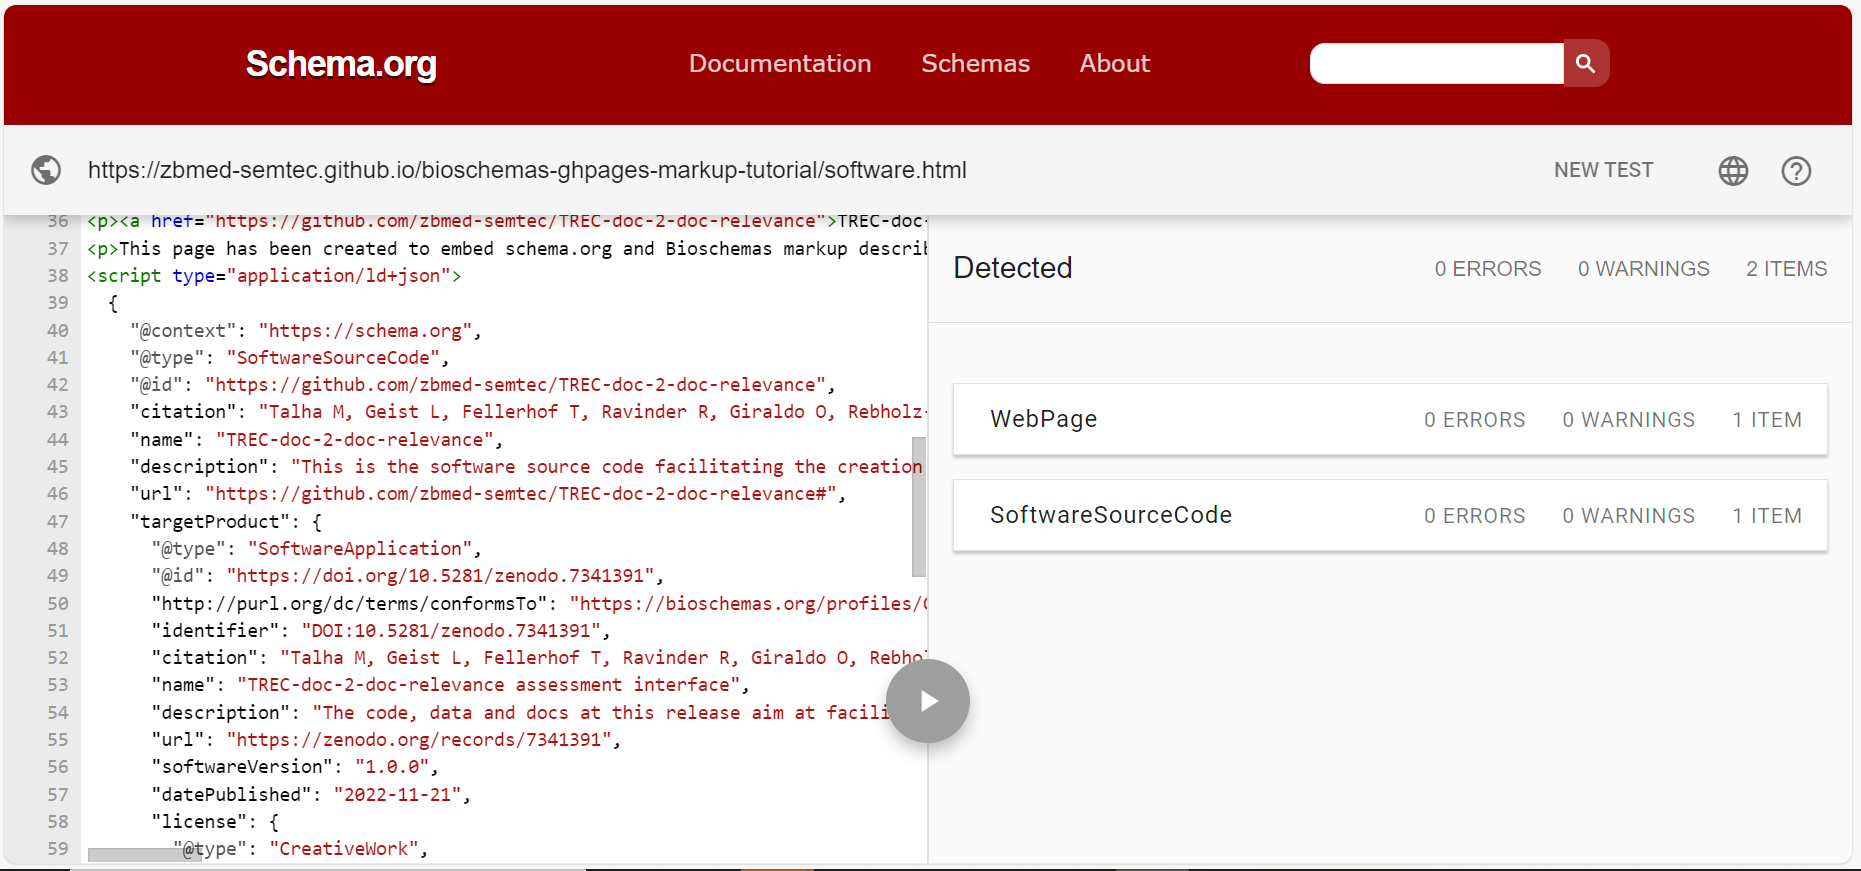 Schema.org
Documentation Schemas About
https://zbmed-semtec.github.io/bioschemas-ghpages-markup-tutorial/software.html
NEW TEST
36 <p><a href="https://github.com/zbmed-semtec/TREC-doc-2-doc-relevance">TREC-doc-
37 <p>This page has been created to embed schema.org and Bioschemas markup describ
38 <script type="application/ld+json">
39 {
40 "@context": "https://schema.org",
41 "@type": "SoftwareSourceCode",
42 "@id": "https://github.com/zbmed-semtec/TREC-doc-2-doc-relevance",
43 "citation": "Talha M, Geist L, Fellerhof T, Ravinder R, Giraldo O, Rebholz-
44 "name": "TREC-doc-2-doc-relevance",
45 "description": "This is the software source code facilitating the creation
46 "url": "https://github.com/zbmed-semtec/TREC-doc-2-doc-relevance#",
47 "targetProduct": {
48 "@type": "SoftwareApplication",
49 "@id": "https://doi.org/10.5281/zenodo.7341391",
50 "http://purl.org/dc/terms/conformsTo": "https://bioschemas.org/profiles/
51 "identifier": "DOI:10.5281/zenodo.7341391",
52 "citation": "Talha M, Geist L, Fellerhof T, Ravinder R, Giraldo O, Rebho
53 "name": "TREC-doc-2-doc-relevance assessment interface",
54 "description": "The code, data and docs at this release aim at facili
55 "url": "https://zenodo.org/records/7341391",
56 "softwareVersion": "1.0.0",
57 "datePublished": "2022-11-21",
58 "license": {
59 "@type": "CreativeWork",
Detected
0 ERRORS 0 WARNINGS 2 ITEMS
WebPage 0 ERRORS 0 WARNINGS 1 ITEM
SoftwareSourceCode 0 ERRORS 0 WARNINGS 1 ITEM